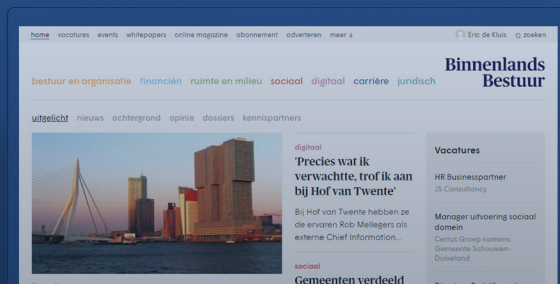 home vacatures events whitepapers online magazine abonnement adverteren meer ↓ Eric de Kluis zoeken
Binnenlands
Bestuur
bestuur en organisatie financiën ruimte en milieu sociaal digitaal carrière juridisch
uitgelicht nieuws achtergrond opinie dossiers kennispartners
digitaal
'Precies wat ik
verwachtte, trof ik aan
bij Hof van Twente'
Bij Hof van Twente hebben ze
de ervaren Rob Mellegers als
externe Chief Information...
sociaal
Gemeenten verdeeld
Vacatures
HR Businesspartner
JS Consultancy
Manager uitvoering sociaal
domein
Certus Groep namens
Gemeente Schouwen-
Duiveland